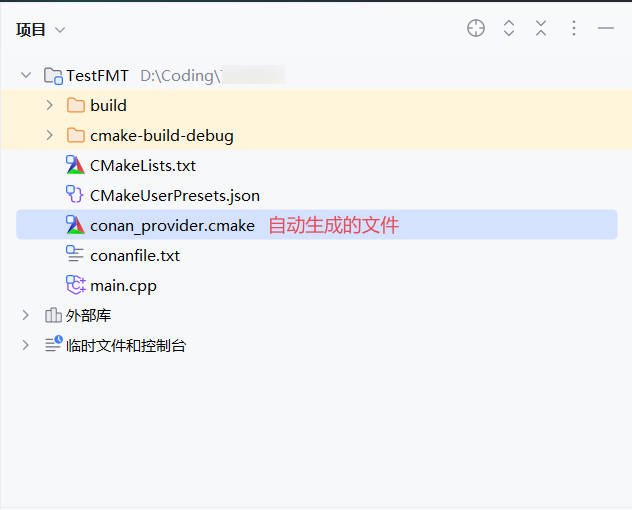 项目
TestFMT D:\Coding\
build
cmake-build-debug
CMakeLists.txt
CMakeUserPresets.json
conan_provider.cmake 自动生成的文件
conanfile.txt
main.cpp
外部库
临时文件和控制台